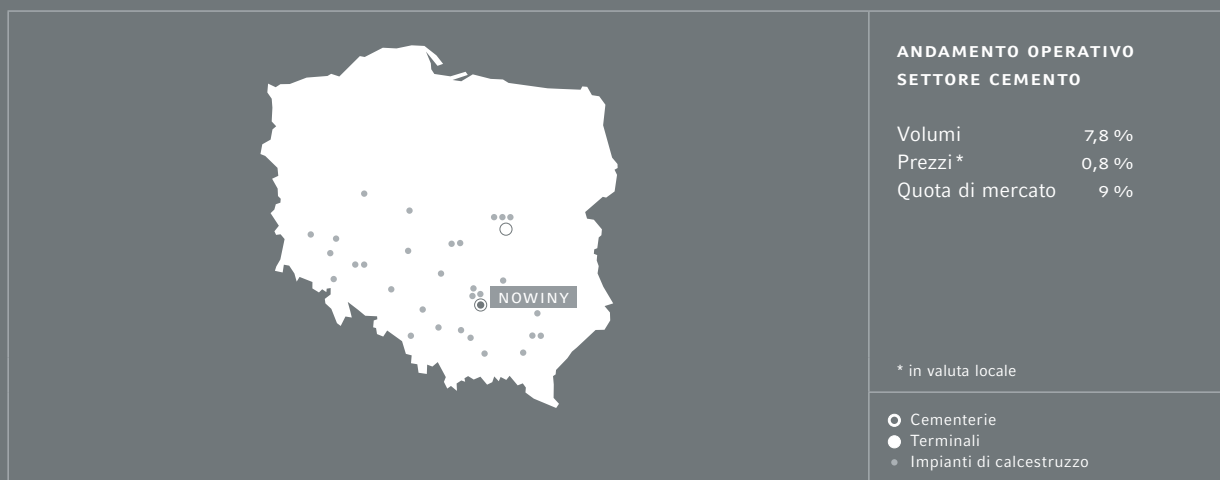 NOWINY
ANDAMENTO OPERATIVO
SETTORE CEMENTO
Volumi 7,8 %
Prezzi * 0,8 %
Quota di mercato 9 %
* in valuta locale
Cementerie
Terminali
Impianti di calcestruzzo